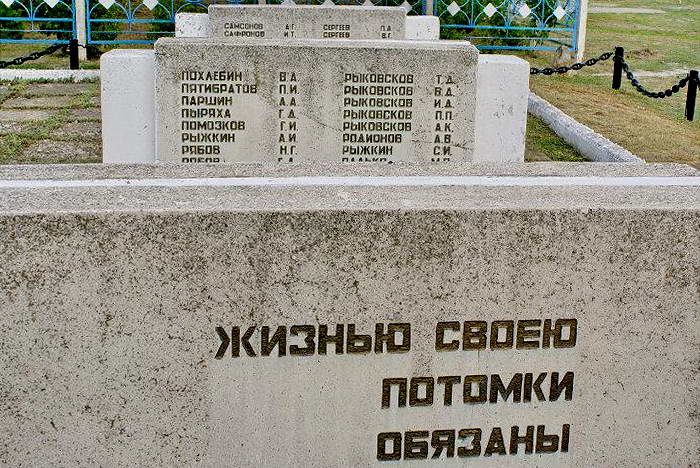 САМСОНОВ А.Г. СЕРГЕЕВ П.Д.
САФРОНОВ И.Т. СЕРГЕЕВ В.Г.
ПОХЛЕБИН В.Д. РЫКОВСКОВ Т.Д.
ПЯТИБРАТОВ П.И. РЫКОВСКОВ В.Д.
ПАРШИН А.А. РЫКОВСКОВ И.Д.
ПЫРЯХА Г.Д. РЫКОВСКОВ П.П.
ПОМОЗКОВ Г.И. РЫКОВСКОВ А.К.
РЫЖКИН А.И. РОДИОНОВ А.В.
РЯБОВ Н.Г. РЫЖКИН С.И.
ЖИЗНЬЮ СВОЕЮ
ПОТОМКИ
ОБЯЗАНЫ